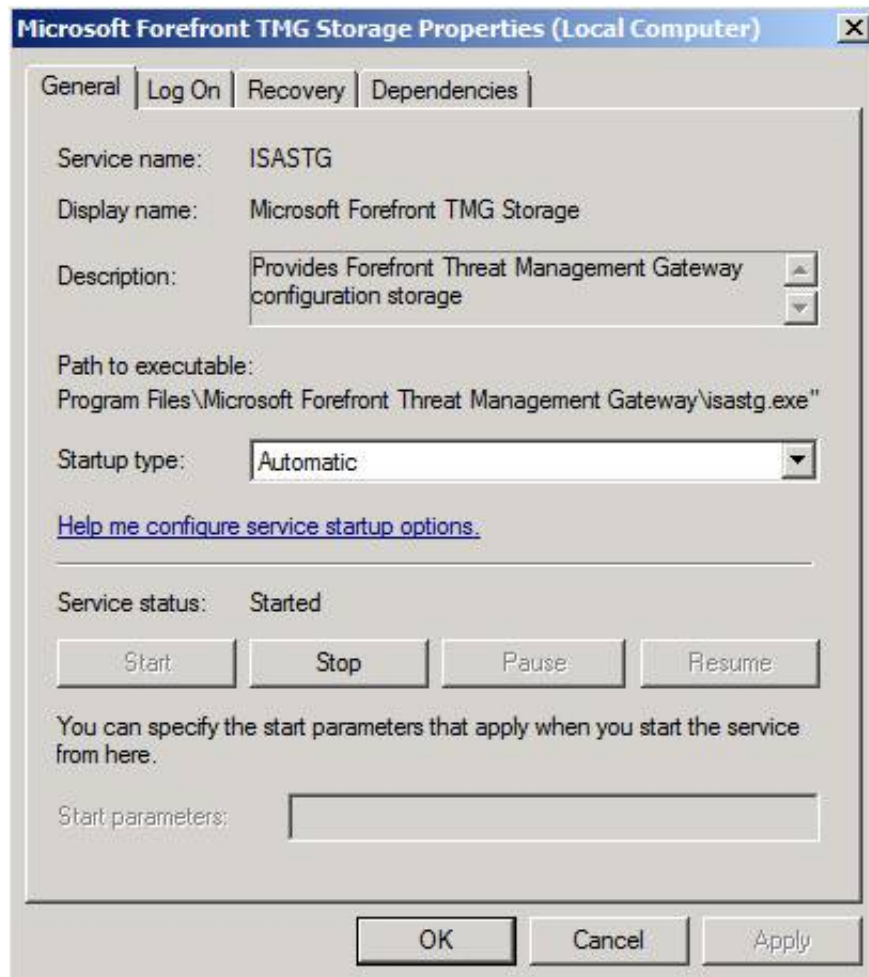 Microsoft Forefront TMG Storage Properties (Local Computer)
General Log On Recovery Dependencies
Service name: ISASTG
Display name: Microsoft Forefront TMG Storage
Description: Provides Forefront Threat Management Gateway
configuration storage
Path to executable:
Program Files\Microsoft Forefront Threat Management Gateway\isastg.exe"
Startup type: Automatic
Help me configure service startup options.
Service status: Started
Start Stop Pause Resume
You can specify the start parameters that apply when you start the service
from here.
Start parameters:
OK Cancel Apply